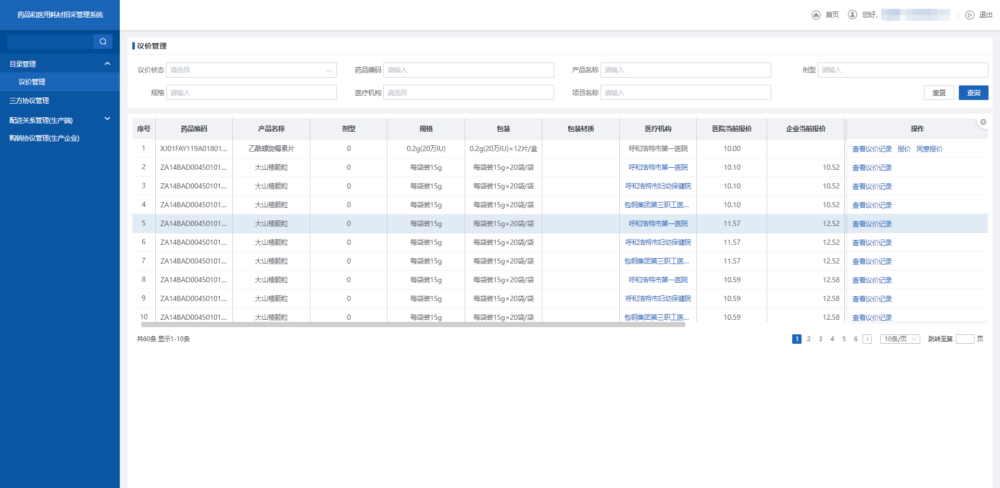 药品和医用耗材招采管理系统
首页 您好, 退出
目录管理
议价管理
三方协议管理
配送关系管理(生产端)
购销协议管理(生产企业)
议价管理
议价状态 请选择 药品编码 请输入 产品名称 请输入 剂型 请输入
规格 请输入 医疗机构 请选择 项目名称 请输入 重置 查询
序号 药品编码 产品名称 剂型 规格 包装 包装材质 医疗机构 医院当前报价 企业当前报价 操作
1 XJ01FAY119A01801... 乙酰螺旋霉素片 0 0.2g(20万IU) 0.2g(20万IU)×12片/盒 呼和浩特市第一医院 10.00 查看议价记录 报价 同意报价
2 ZA14BAD00450101... 大山楂颗粒 0 每袋装15g 每袋装15g×20袋/袋 呼和浩特市第一医院 10.10 10.52 查看议价记录
3 ZA14BAD00450101... 大山楂颗粒 0 每袋装15g 每袋装15g×20袋/袋 呼和浩特市妇幼保健院 10.10 10.52 查看议价记录
4 ZA14BAD00450101... 大山楂颗粒 0 每袋装15g 每袋装15g×20袋/袋 包钢集团第三职工医... 10.10 10.52 查看议价记录
5 ZA14BAD00450101... 大山楂颗粒 0 每袋装15g 每袋装15g×20袋/袋 呼和浩特市第一医院 11.57 12.52 查看议价记录
6 ZA14BAD00450101... 大山楂颗粒 0 每袋装15g 每袋装15g×20袋/袋 呼和浩特市妇幼保健院 11.57 12.52 查看议价记录
7 ZA14BAD00450101... 大山楂颗粒 0 每袋装15g 每袋装15g×20袋/袋 包钢集团第三职工医... 11.57 12.52 查看议价记录
8 ZA14BAD00450101... 大山楂颗粒 0 每袋装15g 每袋装15g×20袋/袋 呼和浩特市第一医院 10.59 12.58 查看议价记录
9 ZA14BAD00450101... 大山楂颗粒 0 每袋装15g 每袋装15g×20袋/袋 呼和浩特市妇幼保健院 10.59 12.58 查看议价记录
10 ZA14BAD00450101... 大山楂颗粒 0 每袋装15g 每袋装15g×20袋/袋 包钢集团第三职工医... 10.59 12.58 查看议价记录
共60条 显示1-10条 1 2 3 4 5 6 10条/页 跳转至第 页